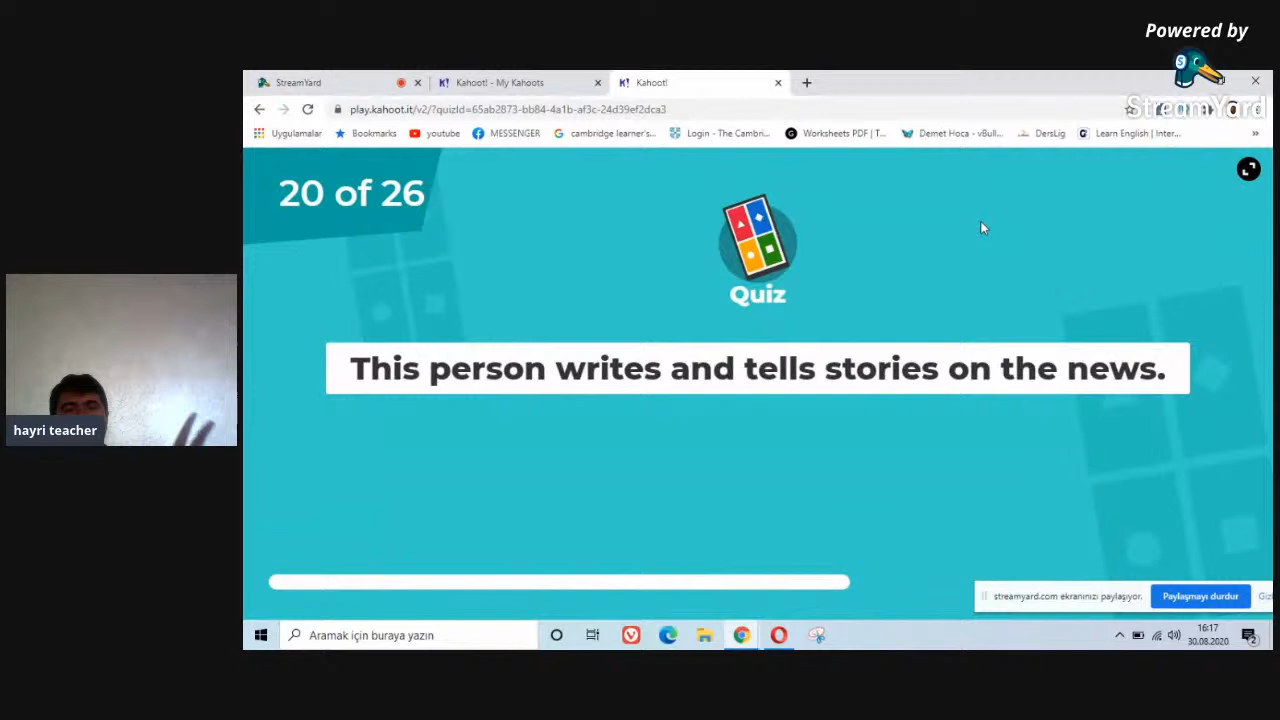 Powered by
StreamYard
StreamYard
Kahoot! - My Kahoots
Kahoot!
play.kahoot.it/v2/?quizId=65ab2873-bb84-4a1b-af3c-24d39ef2dca3
Uygulamalar
Bookmarks
youtube
MESSENGER
cambridge learner's...
Login - The Cambri...
Worksheets PDF | T...
Demet Hoca - vBull...
DersLig
Learn English | Inter...
20 of 26
Quiz
This person writes and tells stories on the news.
hayri teacher
streamyard.com ekranınızı paylaşıyor.
Paylaşmayı durdur
Aramak için buraya yazın
16:17
30.08.2020